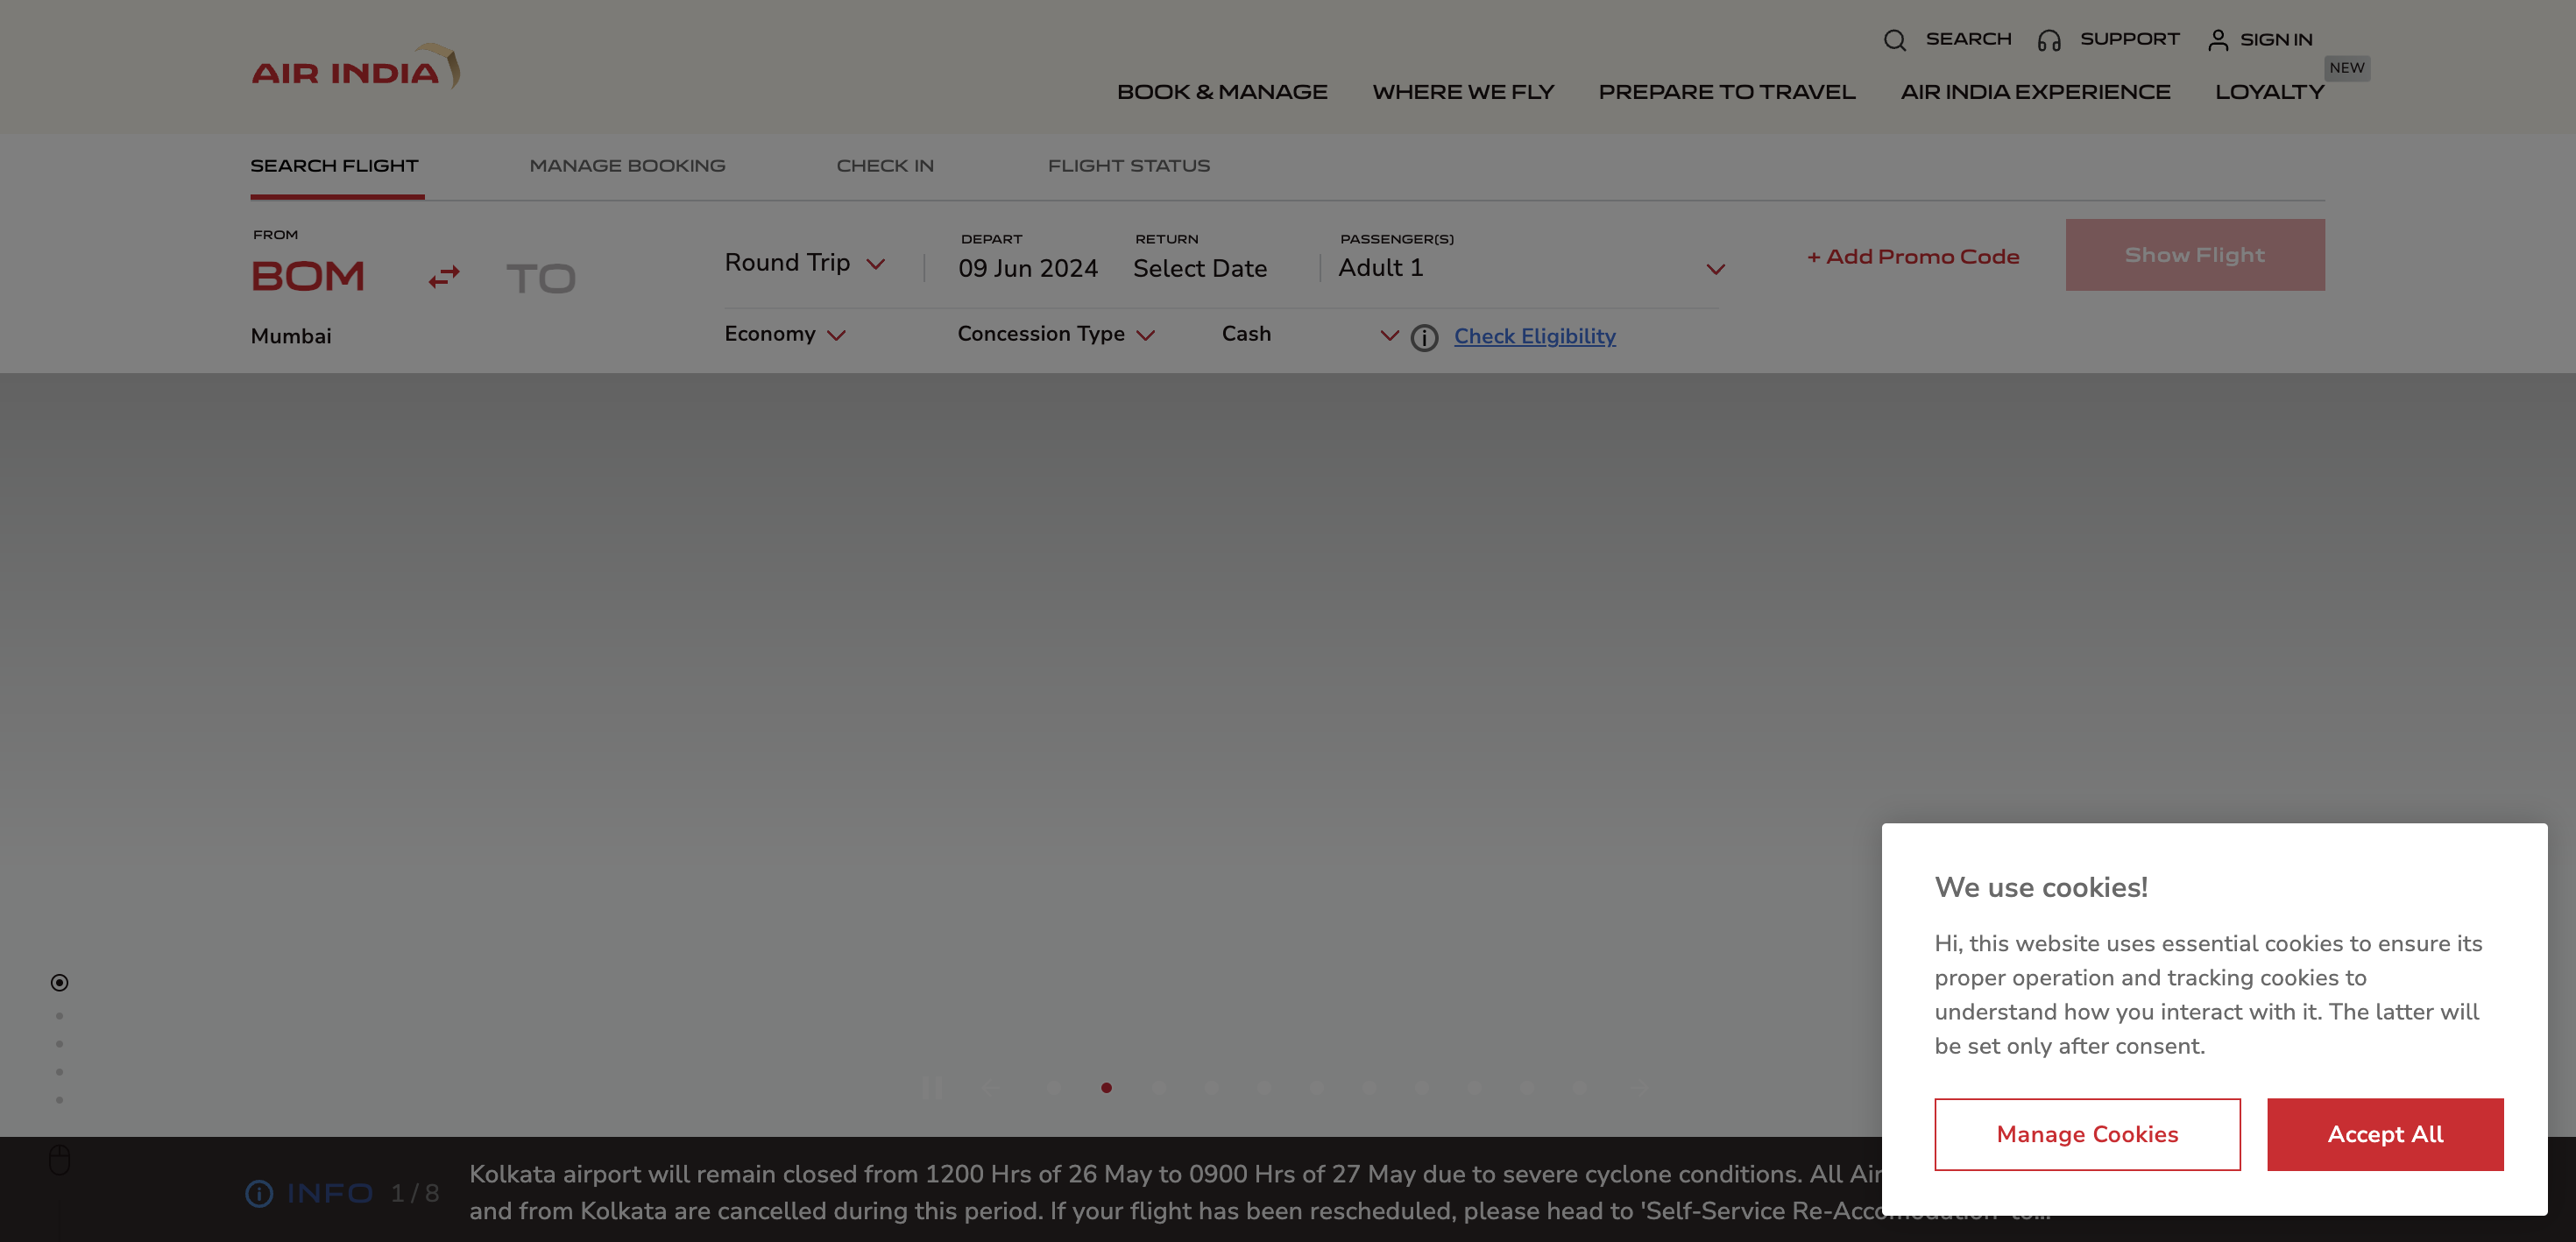 AIR INDIA
SEARCH SUPPORT SIGN IN
BOOK & MANAGE WHERE WE FLY PREPARE TO TRAVEL AIR INDIA EXPERIENCE LOYALTY NEW
SEARCH FLIGHT MANAGE BOOKING CHECK IN FLIGHT STATUS
FROM
BOM TO
Mumbai
Round Trip
DEPART
09 Jun 2024
RETURN
Select Date
PASSENGER(S)
Adult 1
+ Add Promo Code
Show Flight
Economy Concession Type Cash Check Eligibility
We use cookies!
Hi, this website uses essential cookies to ensure its
proper operation and tracking cookies to
understand how you interact with it. The latter will
be set only after consent.
Manage Cookies Accept All
INFO 1 / 8
Kolkata airport will remain closed from 1200 Hrs of 26 May to 0900 Hrs of 27 May due to severe cyclone conditions. All Air
and from Kolkata are cancelled during this period. If your flight has been rescheduled, please head to 'Self-Service